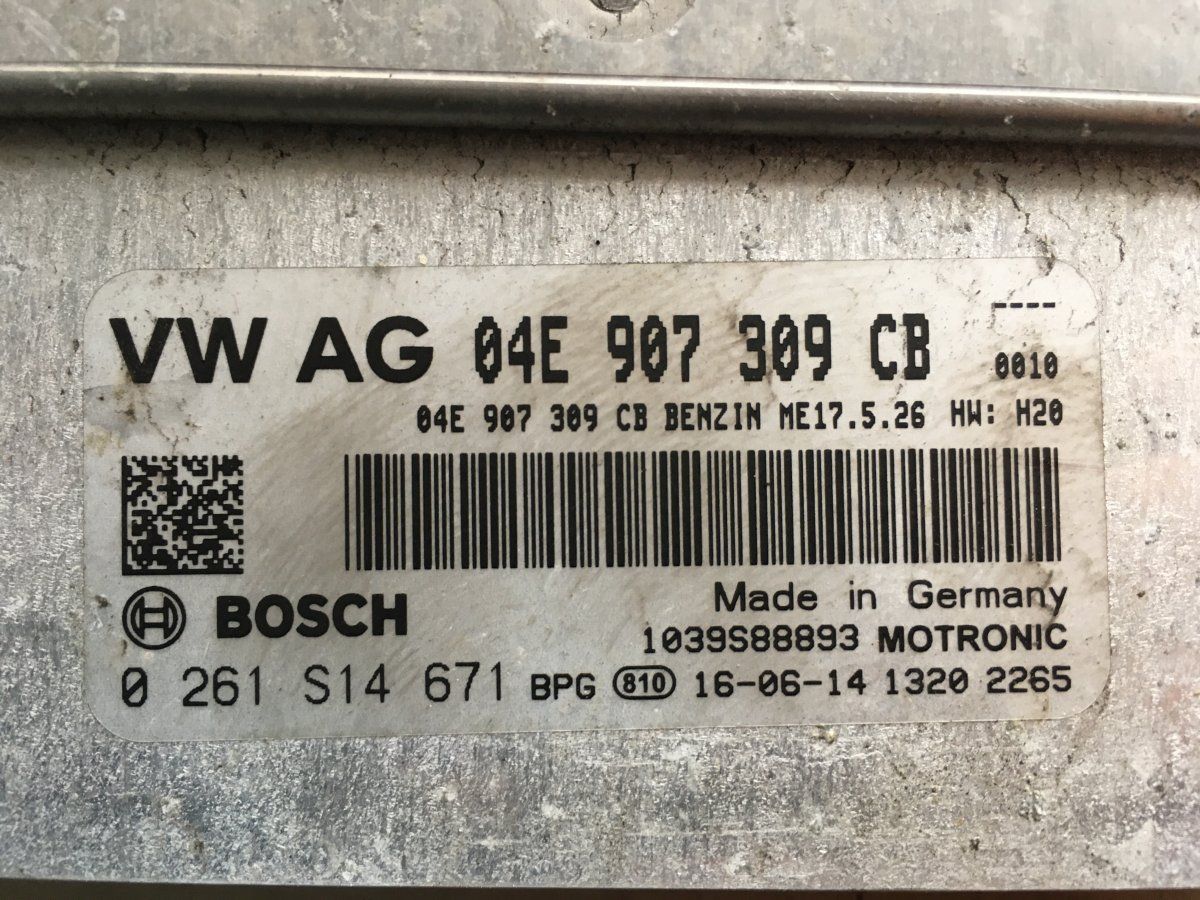 VW AG 04E 907 309 CB ----
0010
04E 907 309 CB BENZIN ME17.5.26 HW: H20
BOSCH
Made in Germany
1039S88893 MOTRONIC
0 261 S14 671 BPG 810 16-06-14 1320 2265